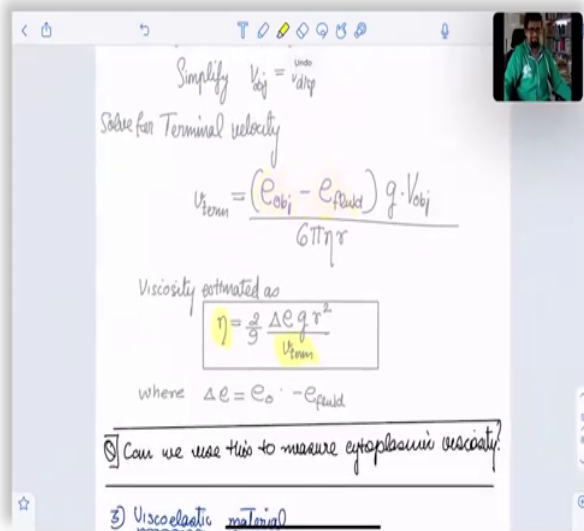 Simplify V_obj = V_disp
Undo
Solve for Terminal velocity
v_term = (ρ_obj - ρ_fluid) g · V_obj / 6πηr
Viscosity estimated as
η = 2/9 Δρ g r² / v_term
where Δρ = ρ_o - ρ_fluid
Q Can we use this to measure cytoplasmic viscosity?
3) Viscoelastic material